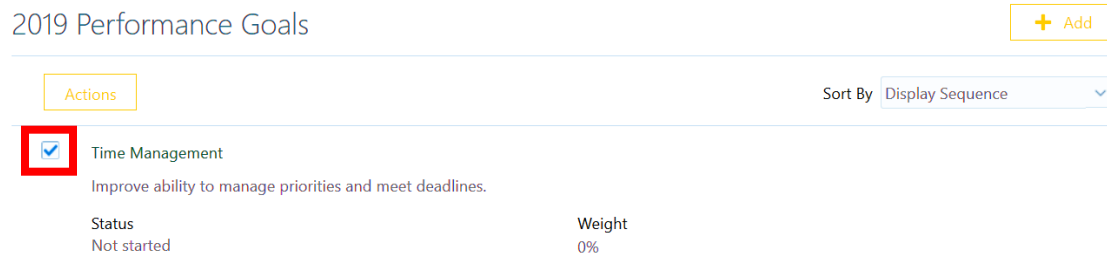 2019 Performance Goals
+ Add
Actions
Sort By Display Sequence
Time Management
Improve ability to manage priorities and meet deadlines.
Status Weight
Not started 0%